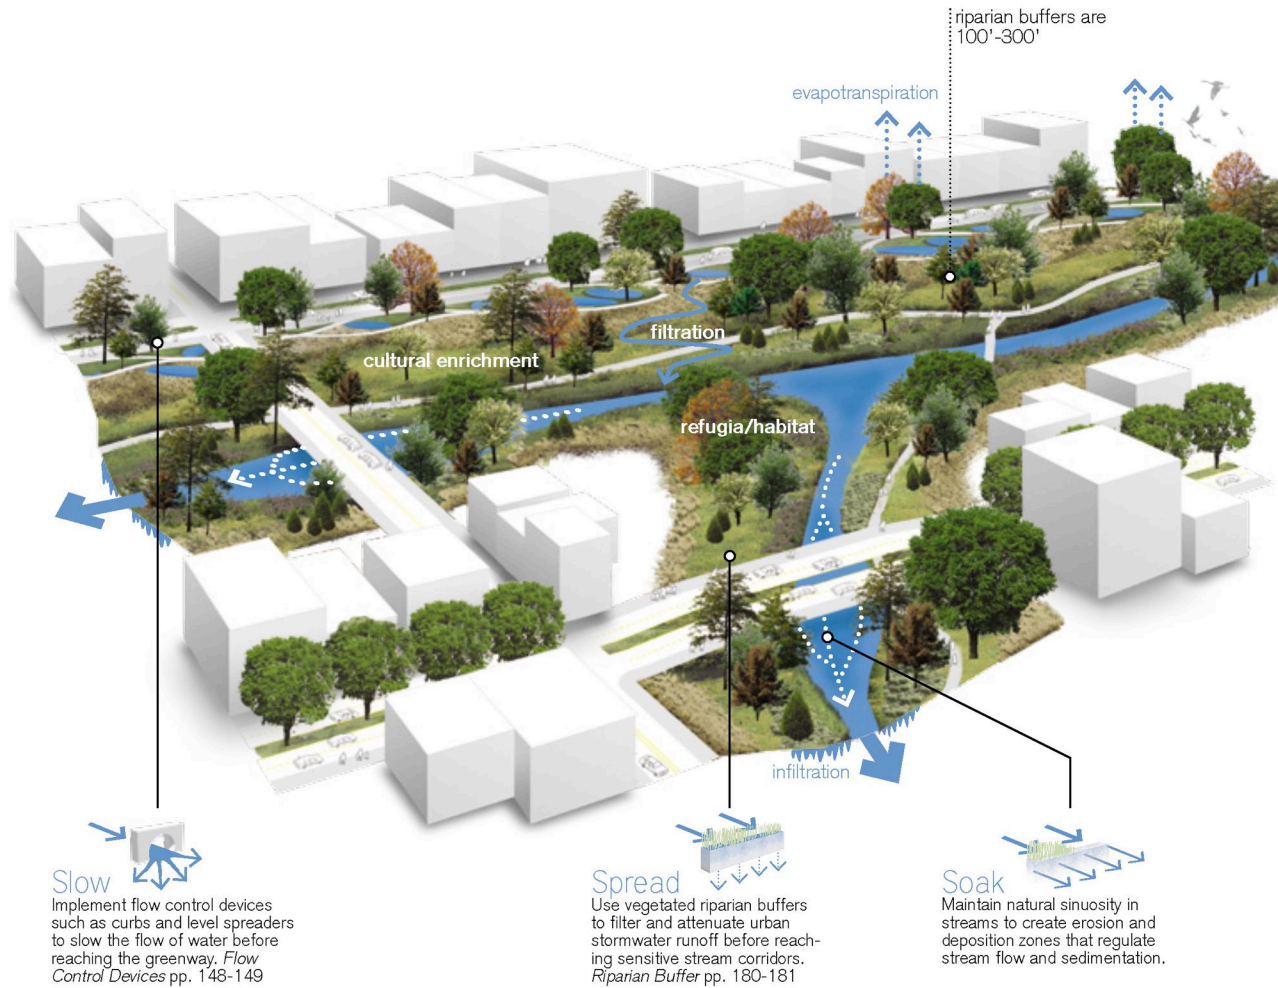 riparian buffers are
100'-300'
evapotranspiration
filtration
cultural enrichment
refugia/habitat
infiltration
Slow
Implement flow control devices
such as curbs and level spreaders
to slow the flow of water before
reaching the greenway. Flow
Control Devices pp. 148-149
Spread
Use vegetated riparian buffers
to filter and attenuate urban
stormwater runoff before reach-
ing sensitive stream corridors.
Riparian Buffer pp. 180-181
Soak
Maintain natural sinuosity in
streams to create erosion and
deposition zones that regulate
stream flow and sedimentation.